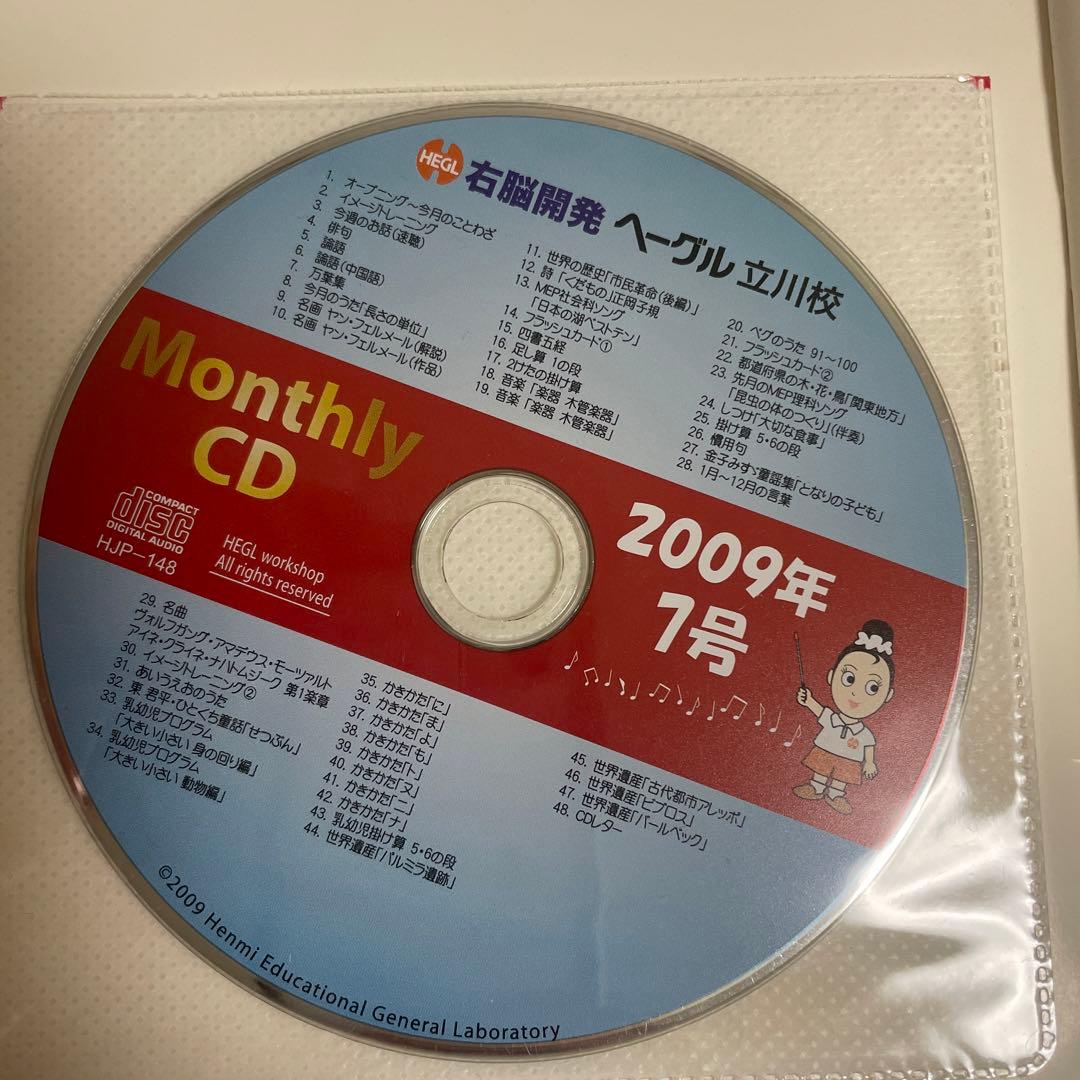 HEGL 右脳開発 ヘーグル 立川校
1. オープニング～今月のことわざ
2. イメージトレーニング
3. 今週のお話(速聴)
4. 俳句
5. 論語
6. 論語(中国語)
7. 万葉集
8. 今月のうた「長さの単位」
9. 名画 ヤン・フェルメール(解説)
10. 名画 ヤン・フェルメール(作品)
11. 世界の歴史「市民革命(後編)」
12. 詩「くだもの」正岡子規
13. MEP社会科ソング
「日本の湖ベストテン」
14. フラッシュカード①
15. 四書五経
16. 足し算 1の段
17. 2けたの掛け算
18. 音楽「楽器 木管楽器」
19. 音楽「楽器 木管楽器」
20. ペグのうた 91～100
21. フラッシュカード②
22. 都道府県の木・花・鳥「関東地方」
23. 先月のMEP理科ソング
「昆虫の体のつくり」(伴奏)
24. しつけ「大切な食事」
25. 掛け算 5・6の段
26. 慣用句
27. 金子みすゞ童謡集「となりの子ども」
28. 1月～12月の言葉
Monthly
CD
COMPACT
disc
DIGITAL AUDIO
HJP-148
HEGL workshop
All rights reserved
2009年
1号
29. 名曲
ヴォルフガング・アマデウス・モーツァルト
アイネ・クライネ・ナハトムジーク 第1楽章
30. イメージトレーニング②
31. あいうえおのうた
32. 東 君平・ひとくち童話「せつぶん」
33. 乳幼児プログラム
「大きい小さい 身の回り編」
34. 乳幼児プログラム
「大きい小さい 動物編」
35. かきかた「に」
36. かきかた「ま」
37. かきかた「よ」
38. かきかた「も」
39. かきかた「ト」
40. かきかた「ヌ」
41. かきかた「ニ」
42. かきかた「ナ」
43. 乳幼児掛け算 5・6の段
44. 世界遺産「パルミラ遺跡」
45. 世界遺産「古代都市アレッポ」
46. 世界遺産「ビブロス」
47. 世界遺産「バールベック」
48. CDレター
©2009 Henmi Educational General Laboratory